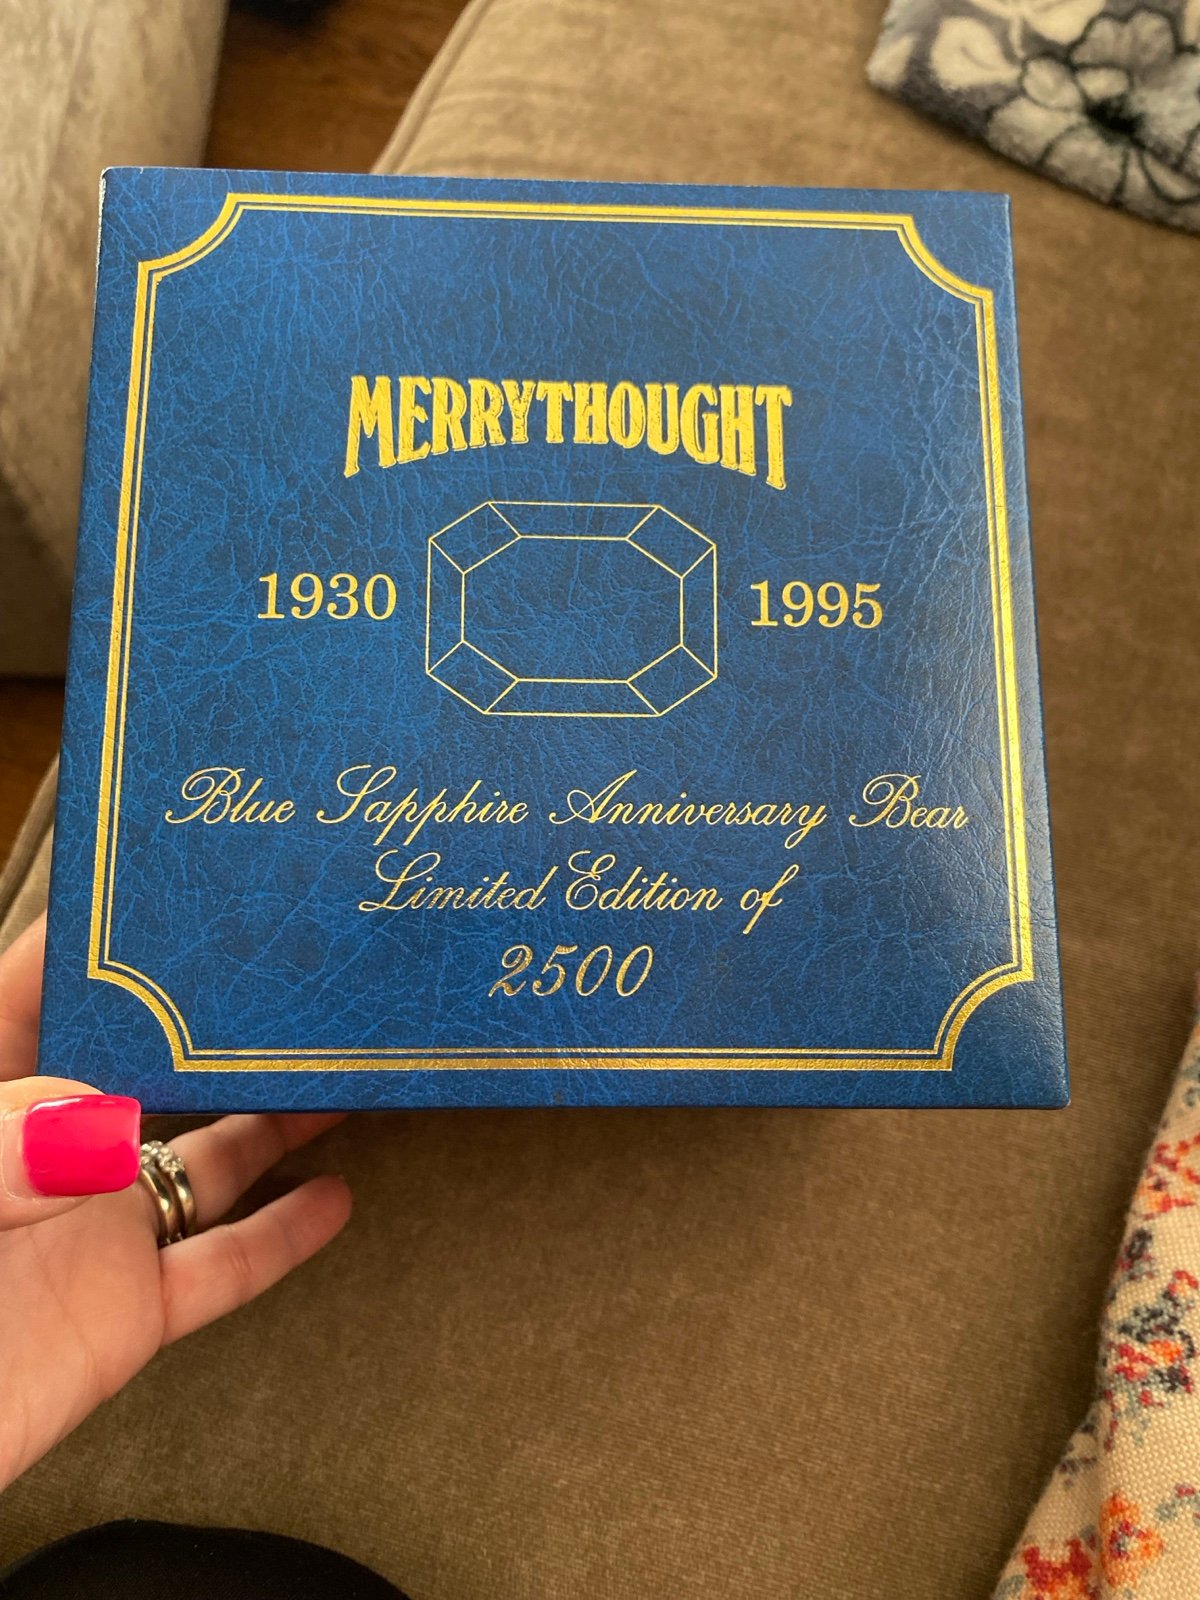 MERRYTHOUGHT
1930 1995
Blue Sapphire Anniversary Bear
Limited Edition of
2500